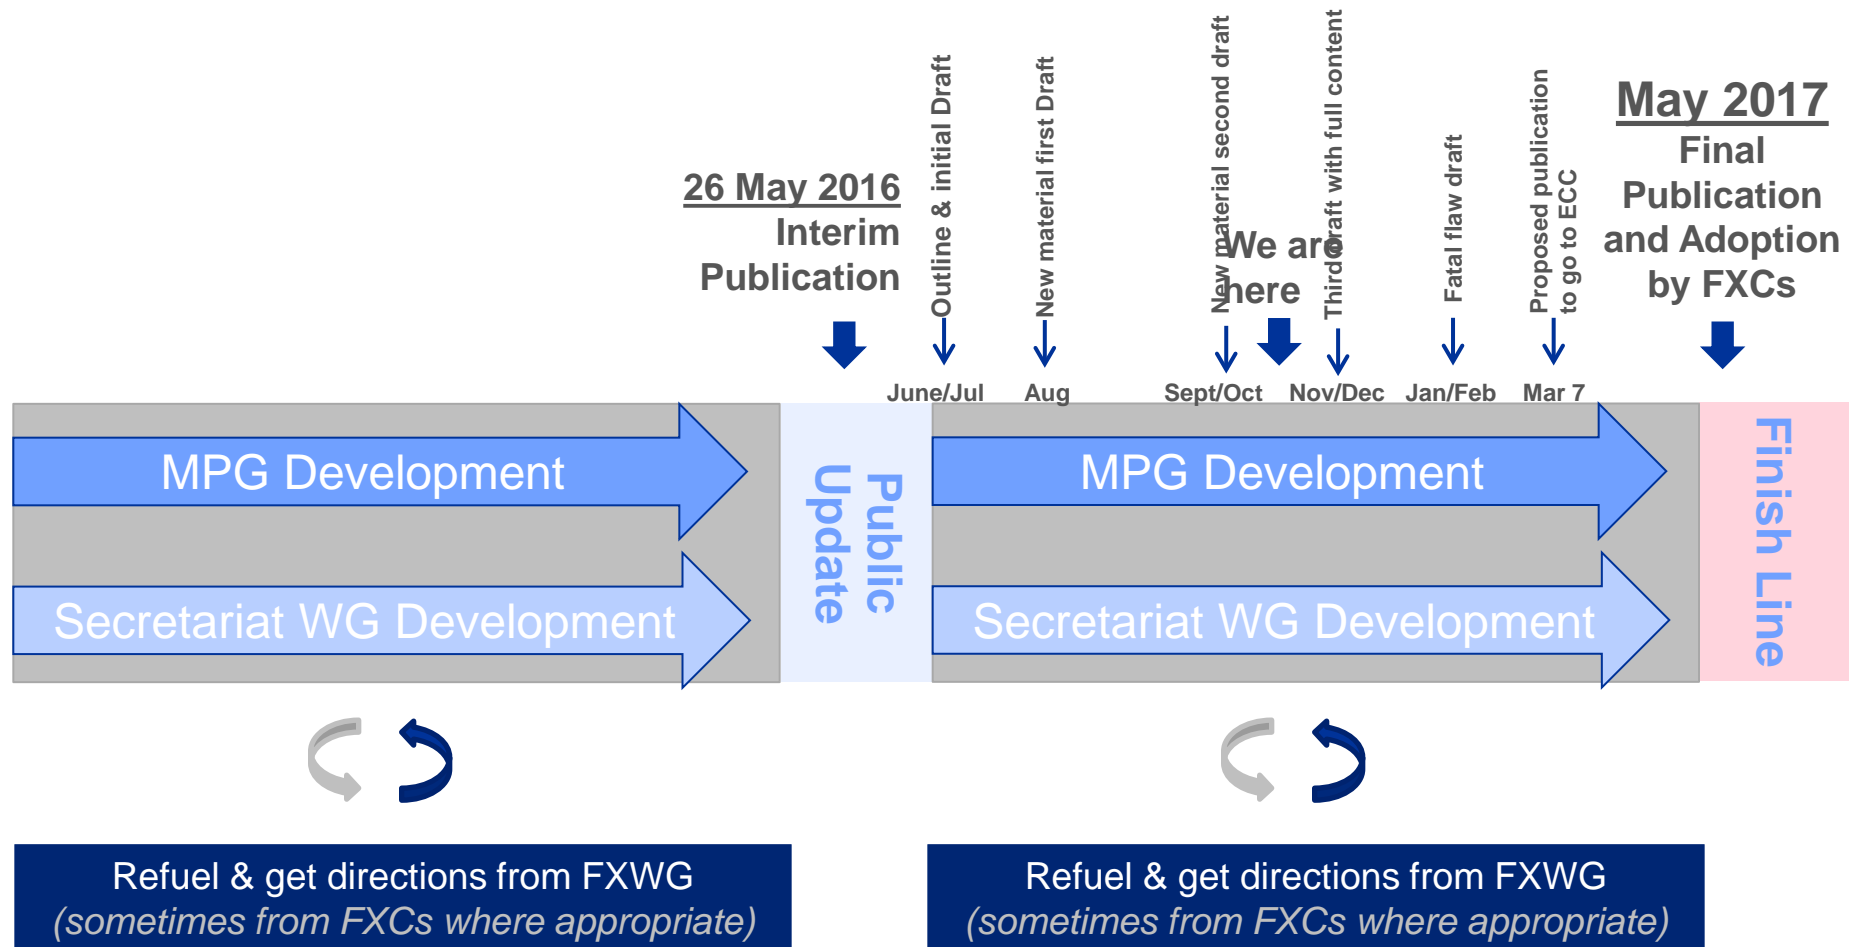 26 May 2016
Interim
Publication
Outline & initial Draft
New material first Draft
New material second draft
We are
here
Third draft with full content
Fatal flaw draft
Proposed publication
to go to ECC
May 2017
Final
Publication
and Adoption
by FXCs
June/Jul
Aug
Sept/Oct
Nov/Dec
Jan/Feb
Mar 7
MPG Development
Secretariat WG Development
Public
Update
MPG Development
Secretariat WG Development
Finish Line
Refuel & get directions from FXWG
(sometimes from FXCs where appropriate)
Refuel & get directions from FXWG
(sometimes from FXCs where appropriate)